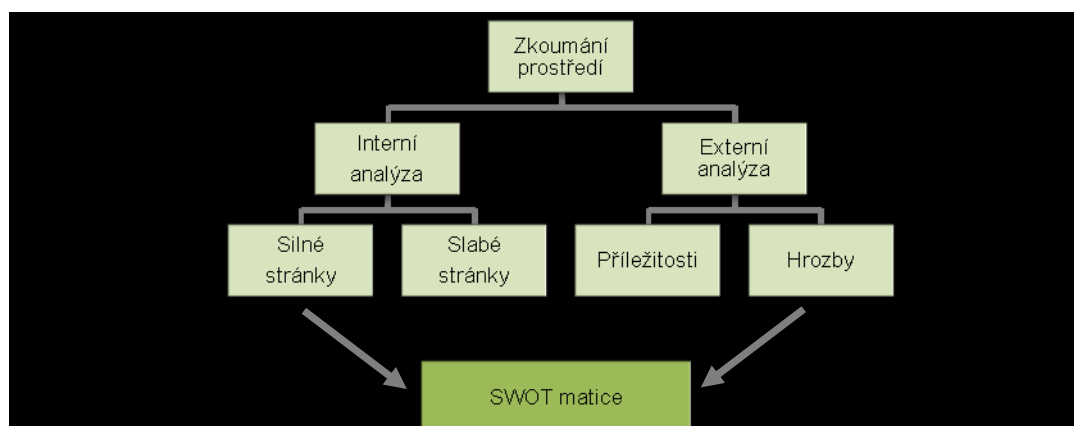 Zkoumání
prostředí
Interní
analýza
Externí
analýza
Silné
stránky
Slabé
stránky
Příležitosti
Hrozby
SWOT matice